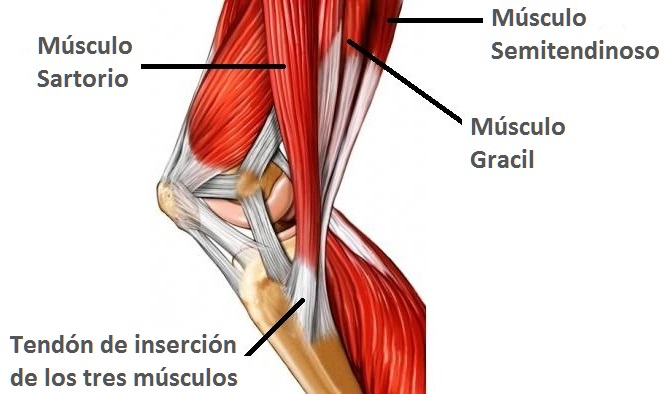 Músculo
Sartorio
Músculo
Semitendinoso
Músculo
Gracil
Tendón de inserción
de los tres músculos